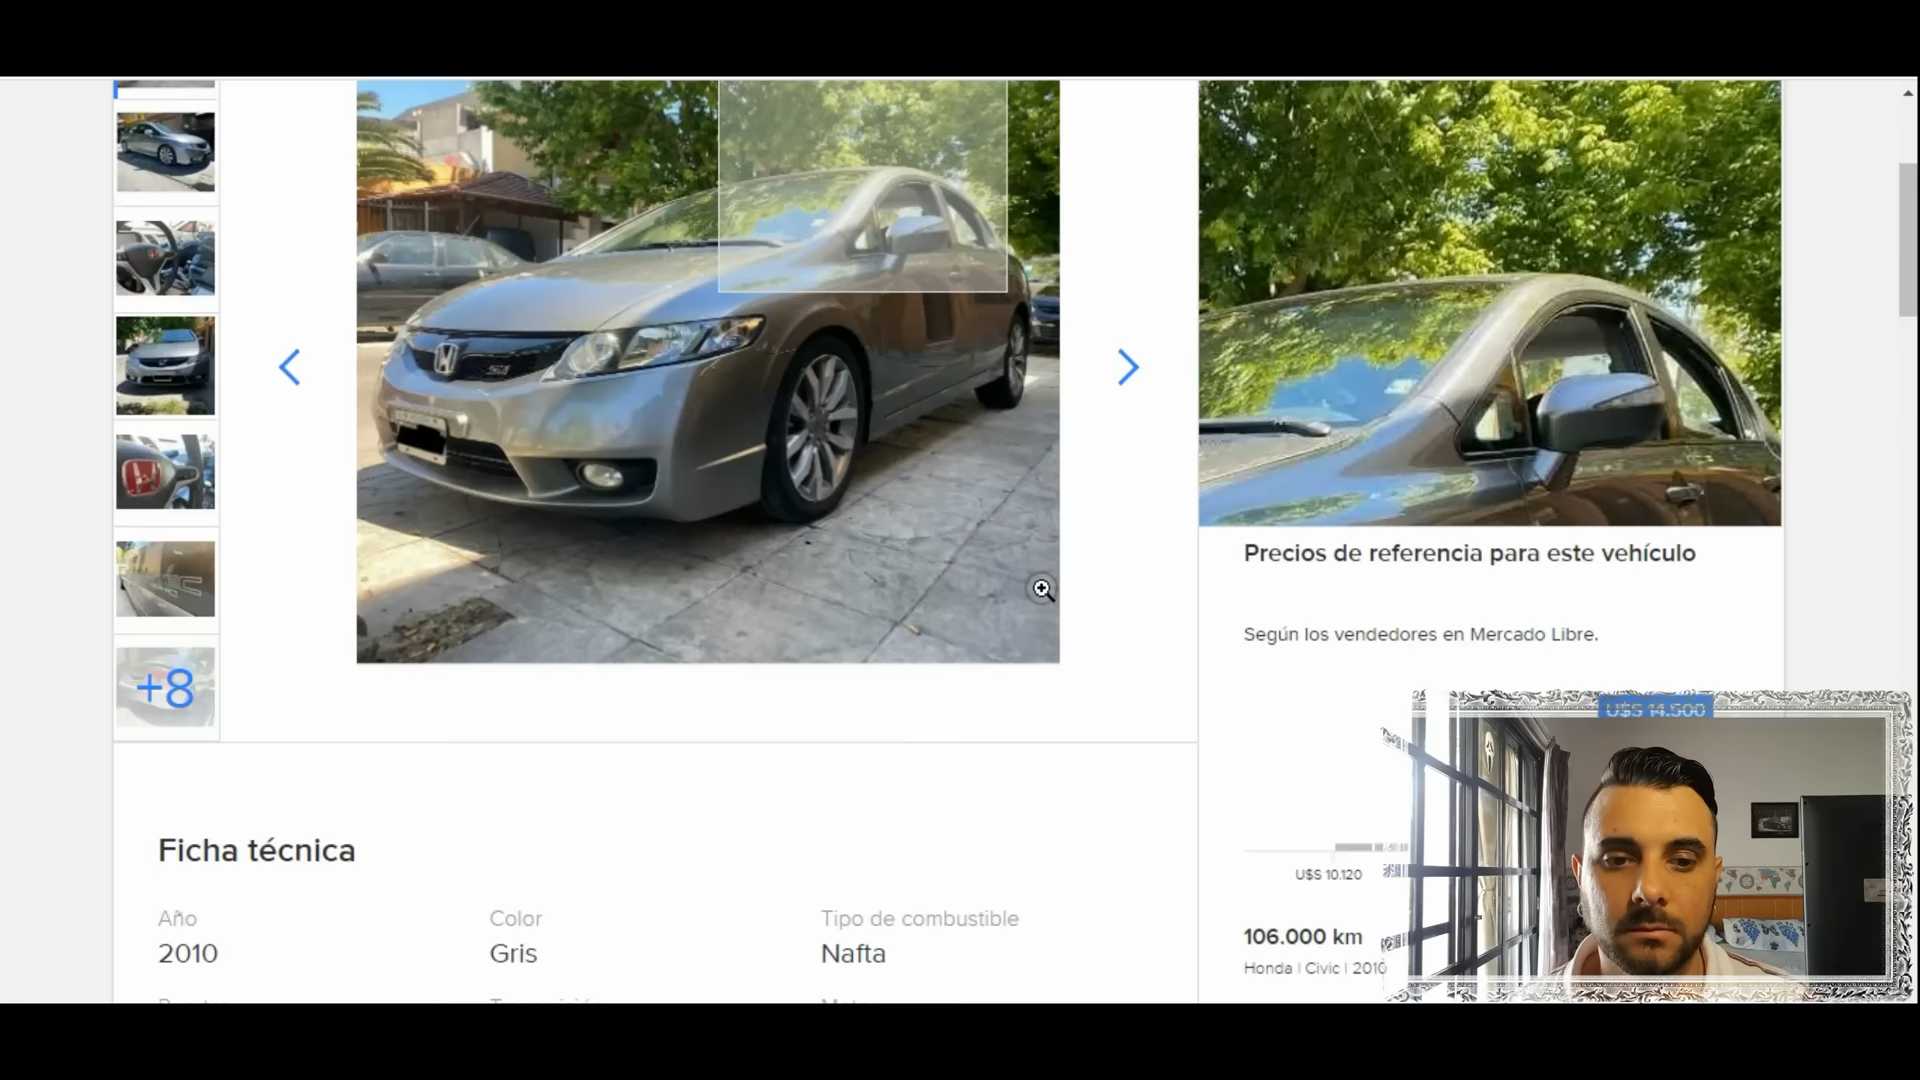 Si
+8
Precios de referencia para este vehículo
Según los vendedores en Mercado Libre.
U$S 14.500
U$S 10.120
106.000 km
Honda | Civic | 2010
Ficha técnica
Año
Color
Tipo de combustible
2010
Gris
Nafta